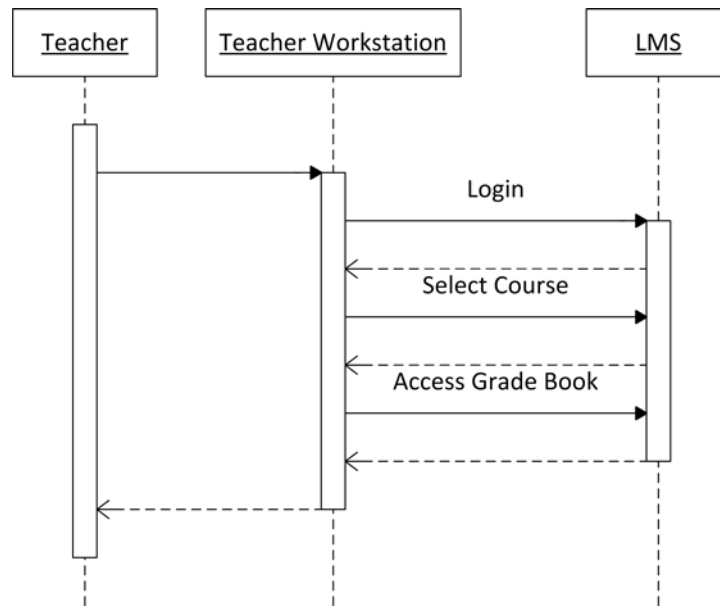 Teacher
Teacher Workstation
LMS
Login
Select Course
Access Grade Book